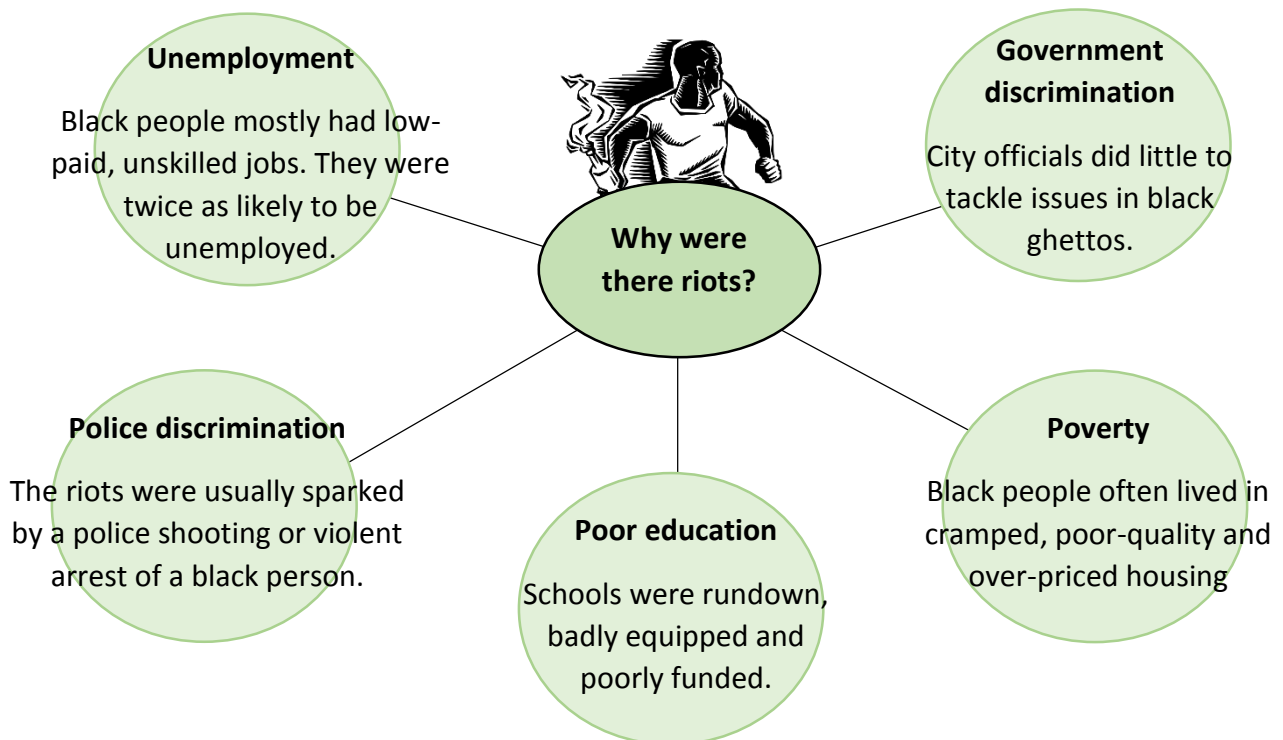 Why were
there riots?
Unemployment
Black people mostly had low-
paid, unskilled jobs. They were
twice as likely to be
unemployed.
Government
discrimination
City officials did little to
tackle issues in black
ghettos.
Police discrimination
The riots were usually sparked
by a police shooting or violent
arrest of a black person.
Poor education
Schools were rundown,
badly equipped and
poorly funded.
Poverty
Black people often lived in
cramped, poor-quality and
over-priced housing